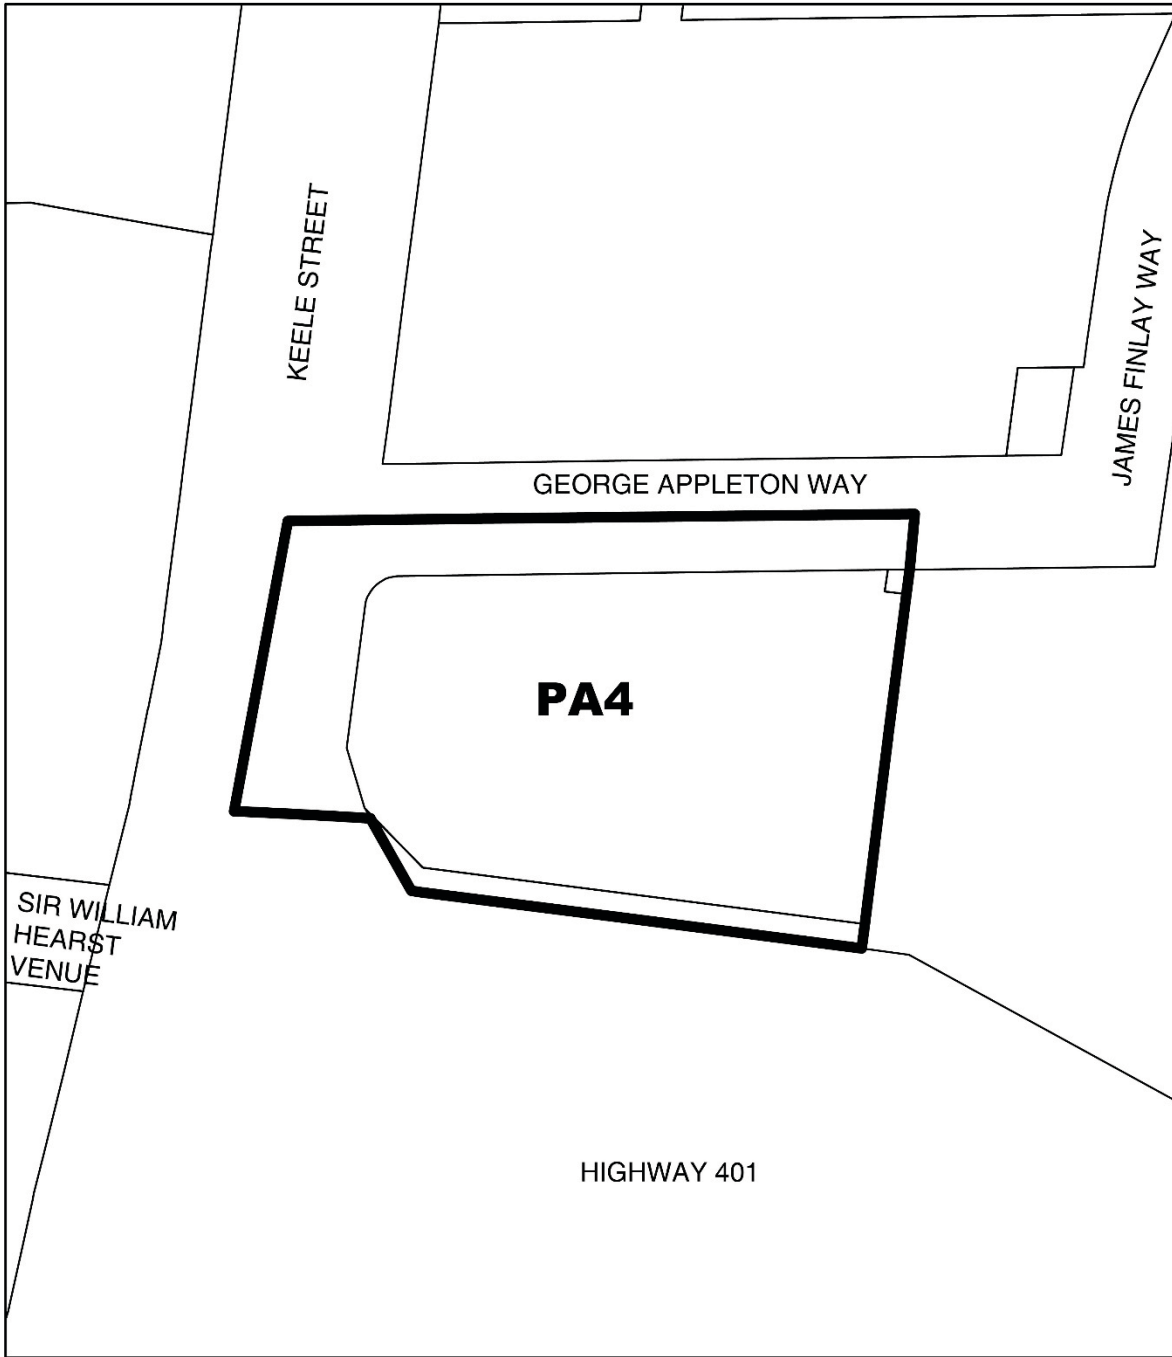 KEELE STREET
JAMES FINLAY WAY
GEORGE APPLETON WAY
PA4
SIR WILLIAM
HEARST
VENUE
HIGHWAY 401